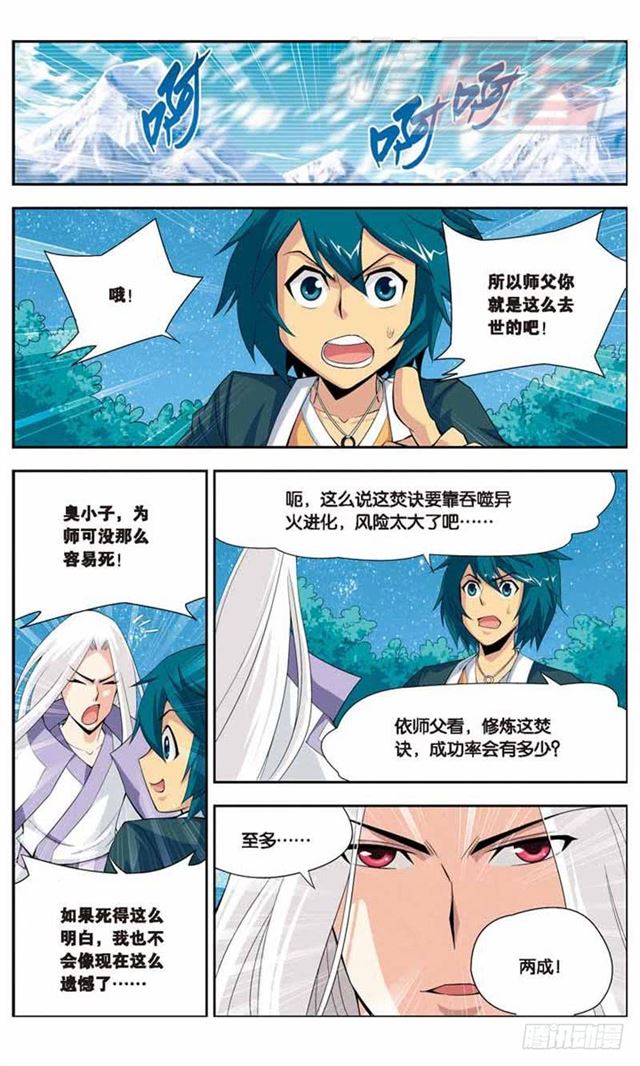 啊
啊啊
哦！
所以师父你
就是这么去
世的吧！
臭小子，为
师可没那么
容易死！
如果死得这么
明白，我也不
会像现在这么
遗憾了……
呃，这么说这焚诀要靠吞噬异
火进化，风险太大了吧……
依师父看，修炼这焚
诀，成功率会有多少？
至多……
两成！
腾讯动漫